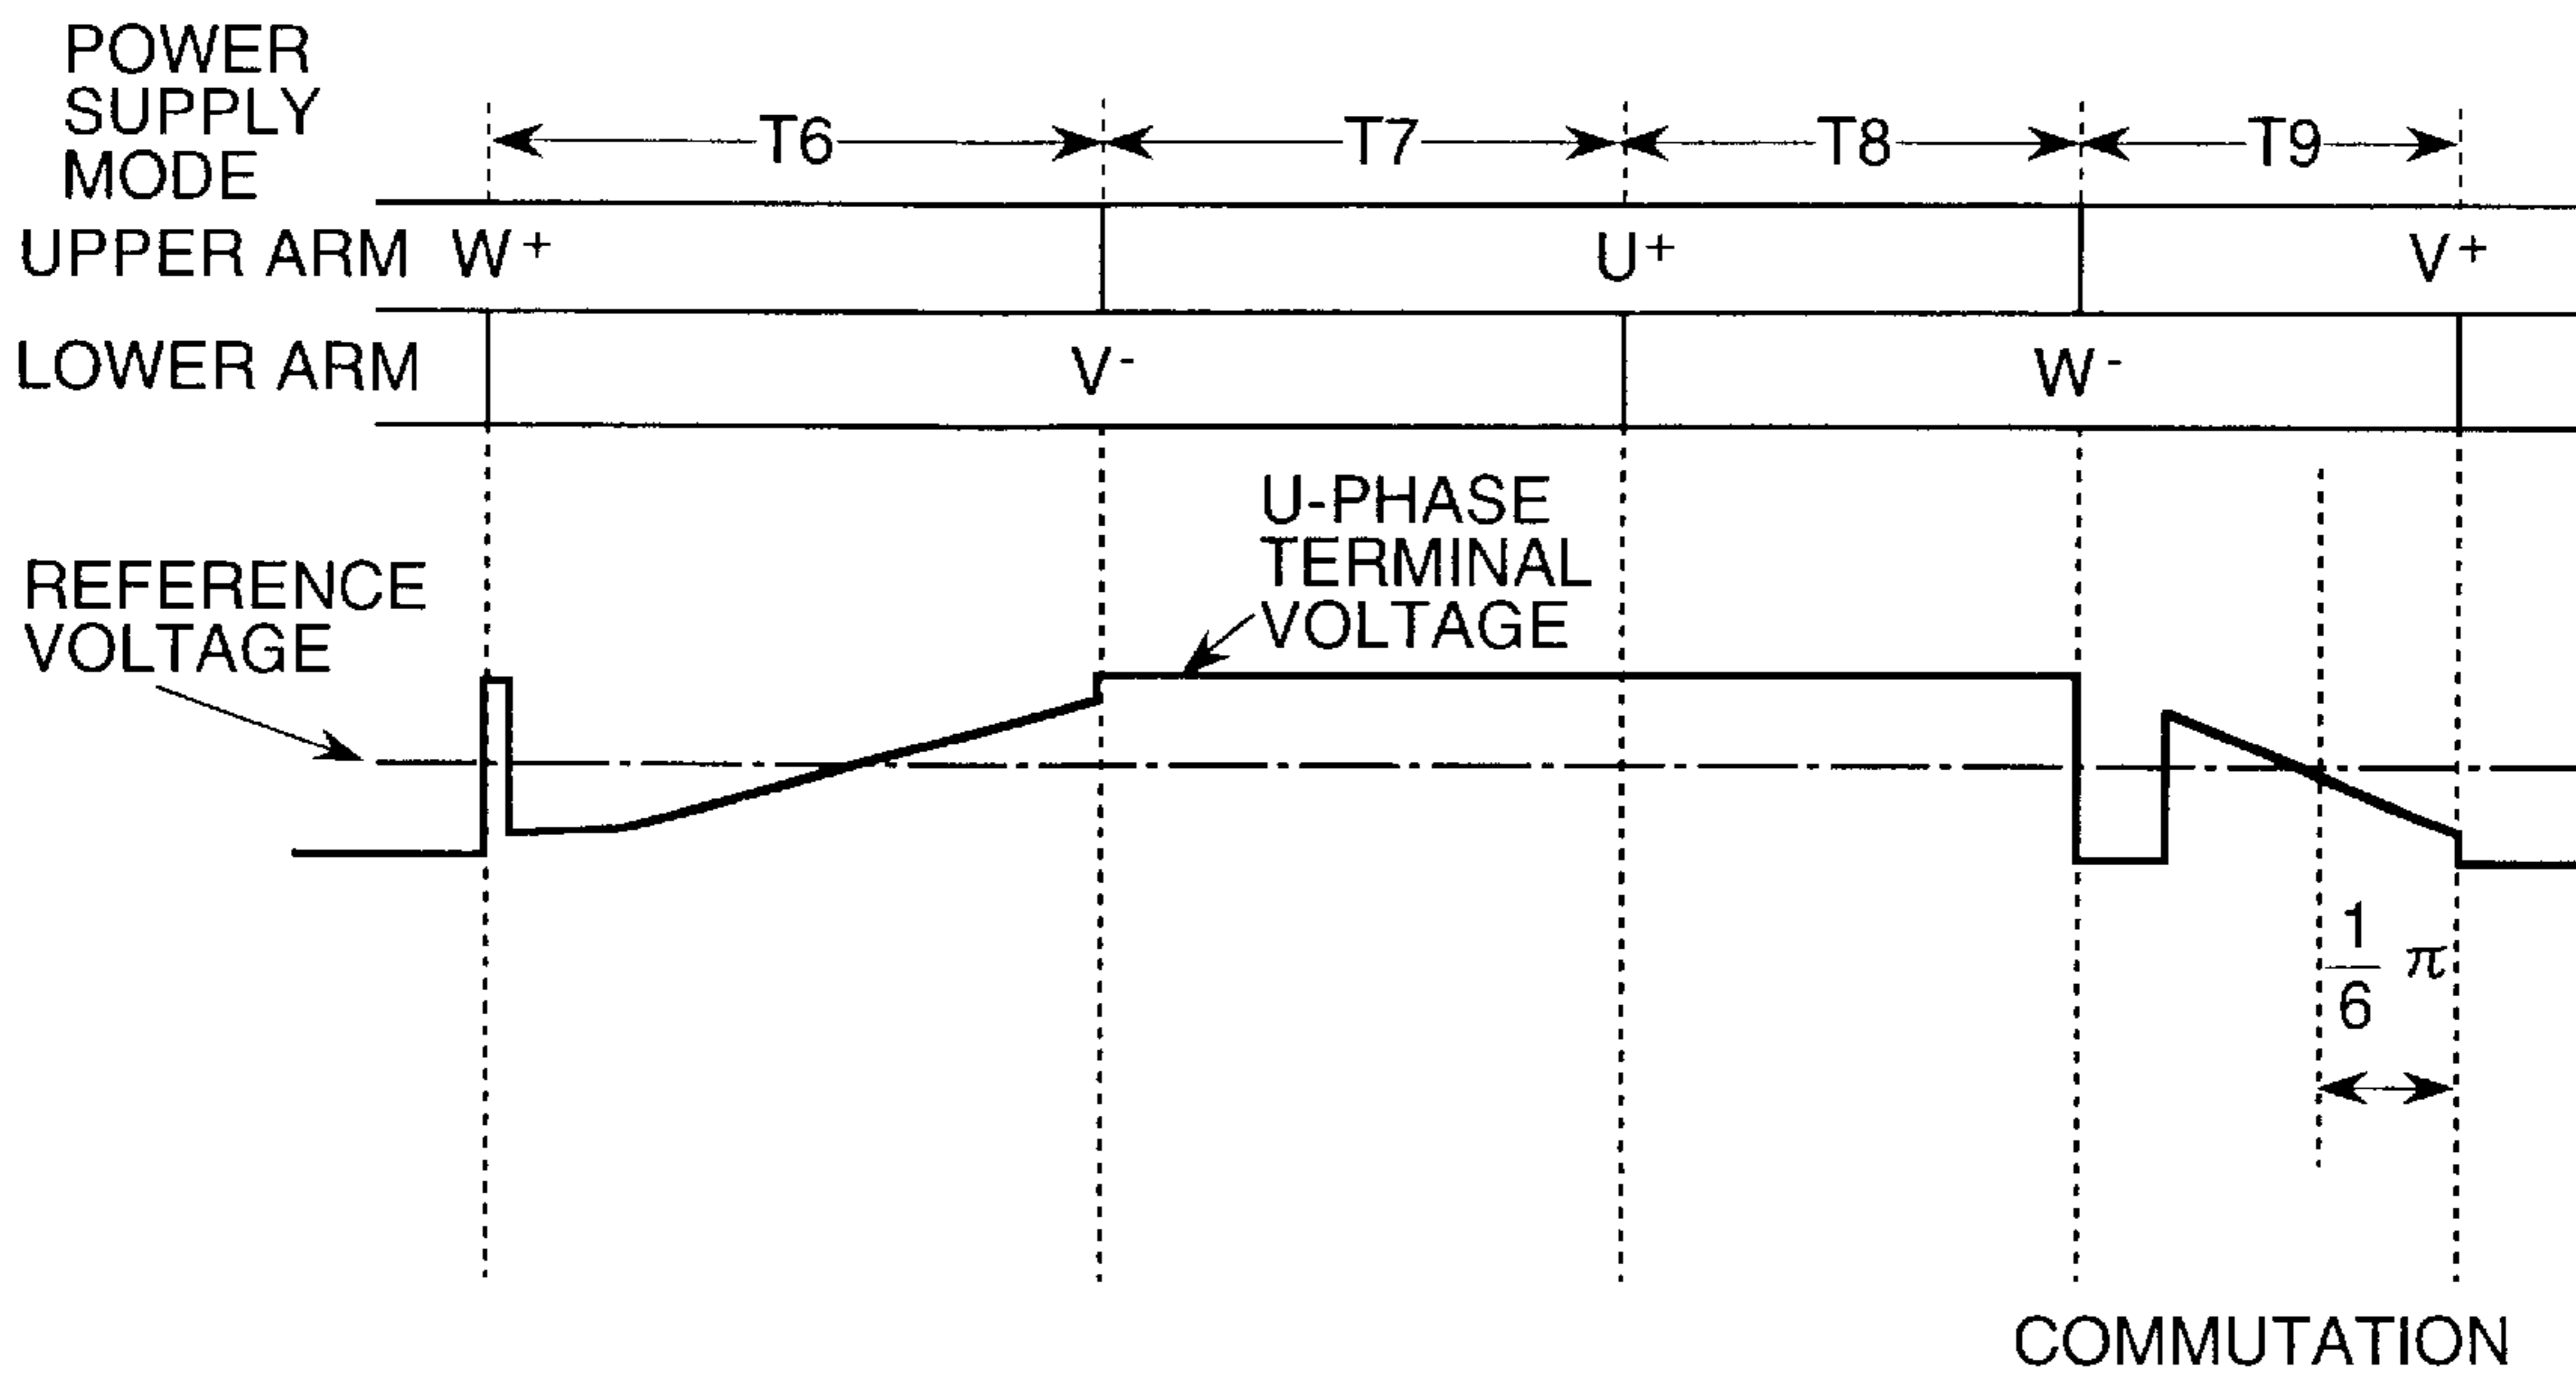 POWER
SUPPLY
MODE
T6 T7 T8 T9
UPPER ARM W+ U+ V+
LOWER ARM V- W-
U-PHASE
TERMINAL
VOLTAGE
REFERENCE
VOLTAGE
1
6
π
COMMUTATION